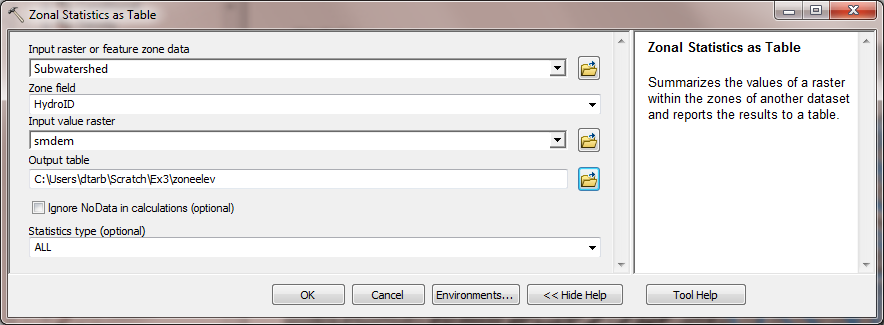 Zonal Statistics as Table
Input raster or feature zone data
Subwatershed
Zone field
HydroID
Input value raster
smdem
Output table
C:\Users\dtarb\Scratch\Ex3\zoneelev
Ignore NoData in calculations (optional)
Statistics type (optional)
ALL
OK
Cancel
Environments...
<< Hide Help
Zonal Statistics as Table
Summarizes the values of a raster
within the zones of another dataset
and reports the results to a table.
Tool Help